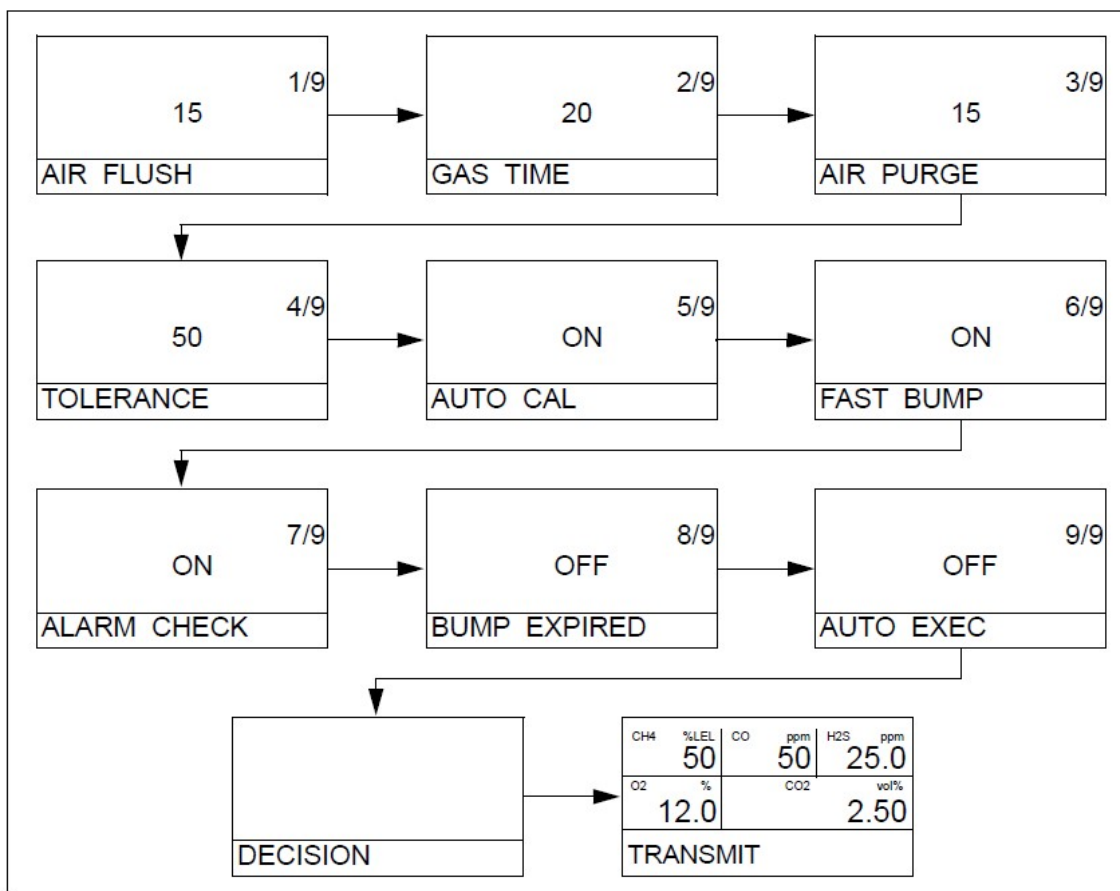 1/9
15
AIR FLUSH
2/9
20
GAS TIME
3/9
15
AIR PURGE
4/9
50
TOLERANCE
5/9
ON
AUTO CAL
6/9
ON
FAST BUMP
7/9
ON
ALARM CHECK
8/9
OFF
BUMP EXPIRED
9/9
OFF
AUTO EXEC
DECISION
CH4 %LEL CO ppm H2S ppm
50 50 25.0
O2 % CO2 vol%
12.0 2.50
TRANSMIT